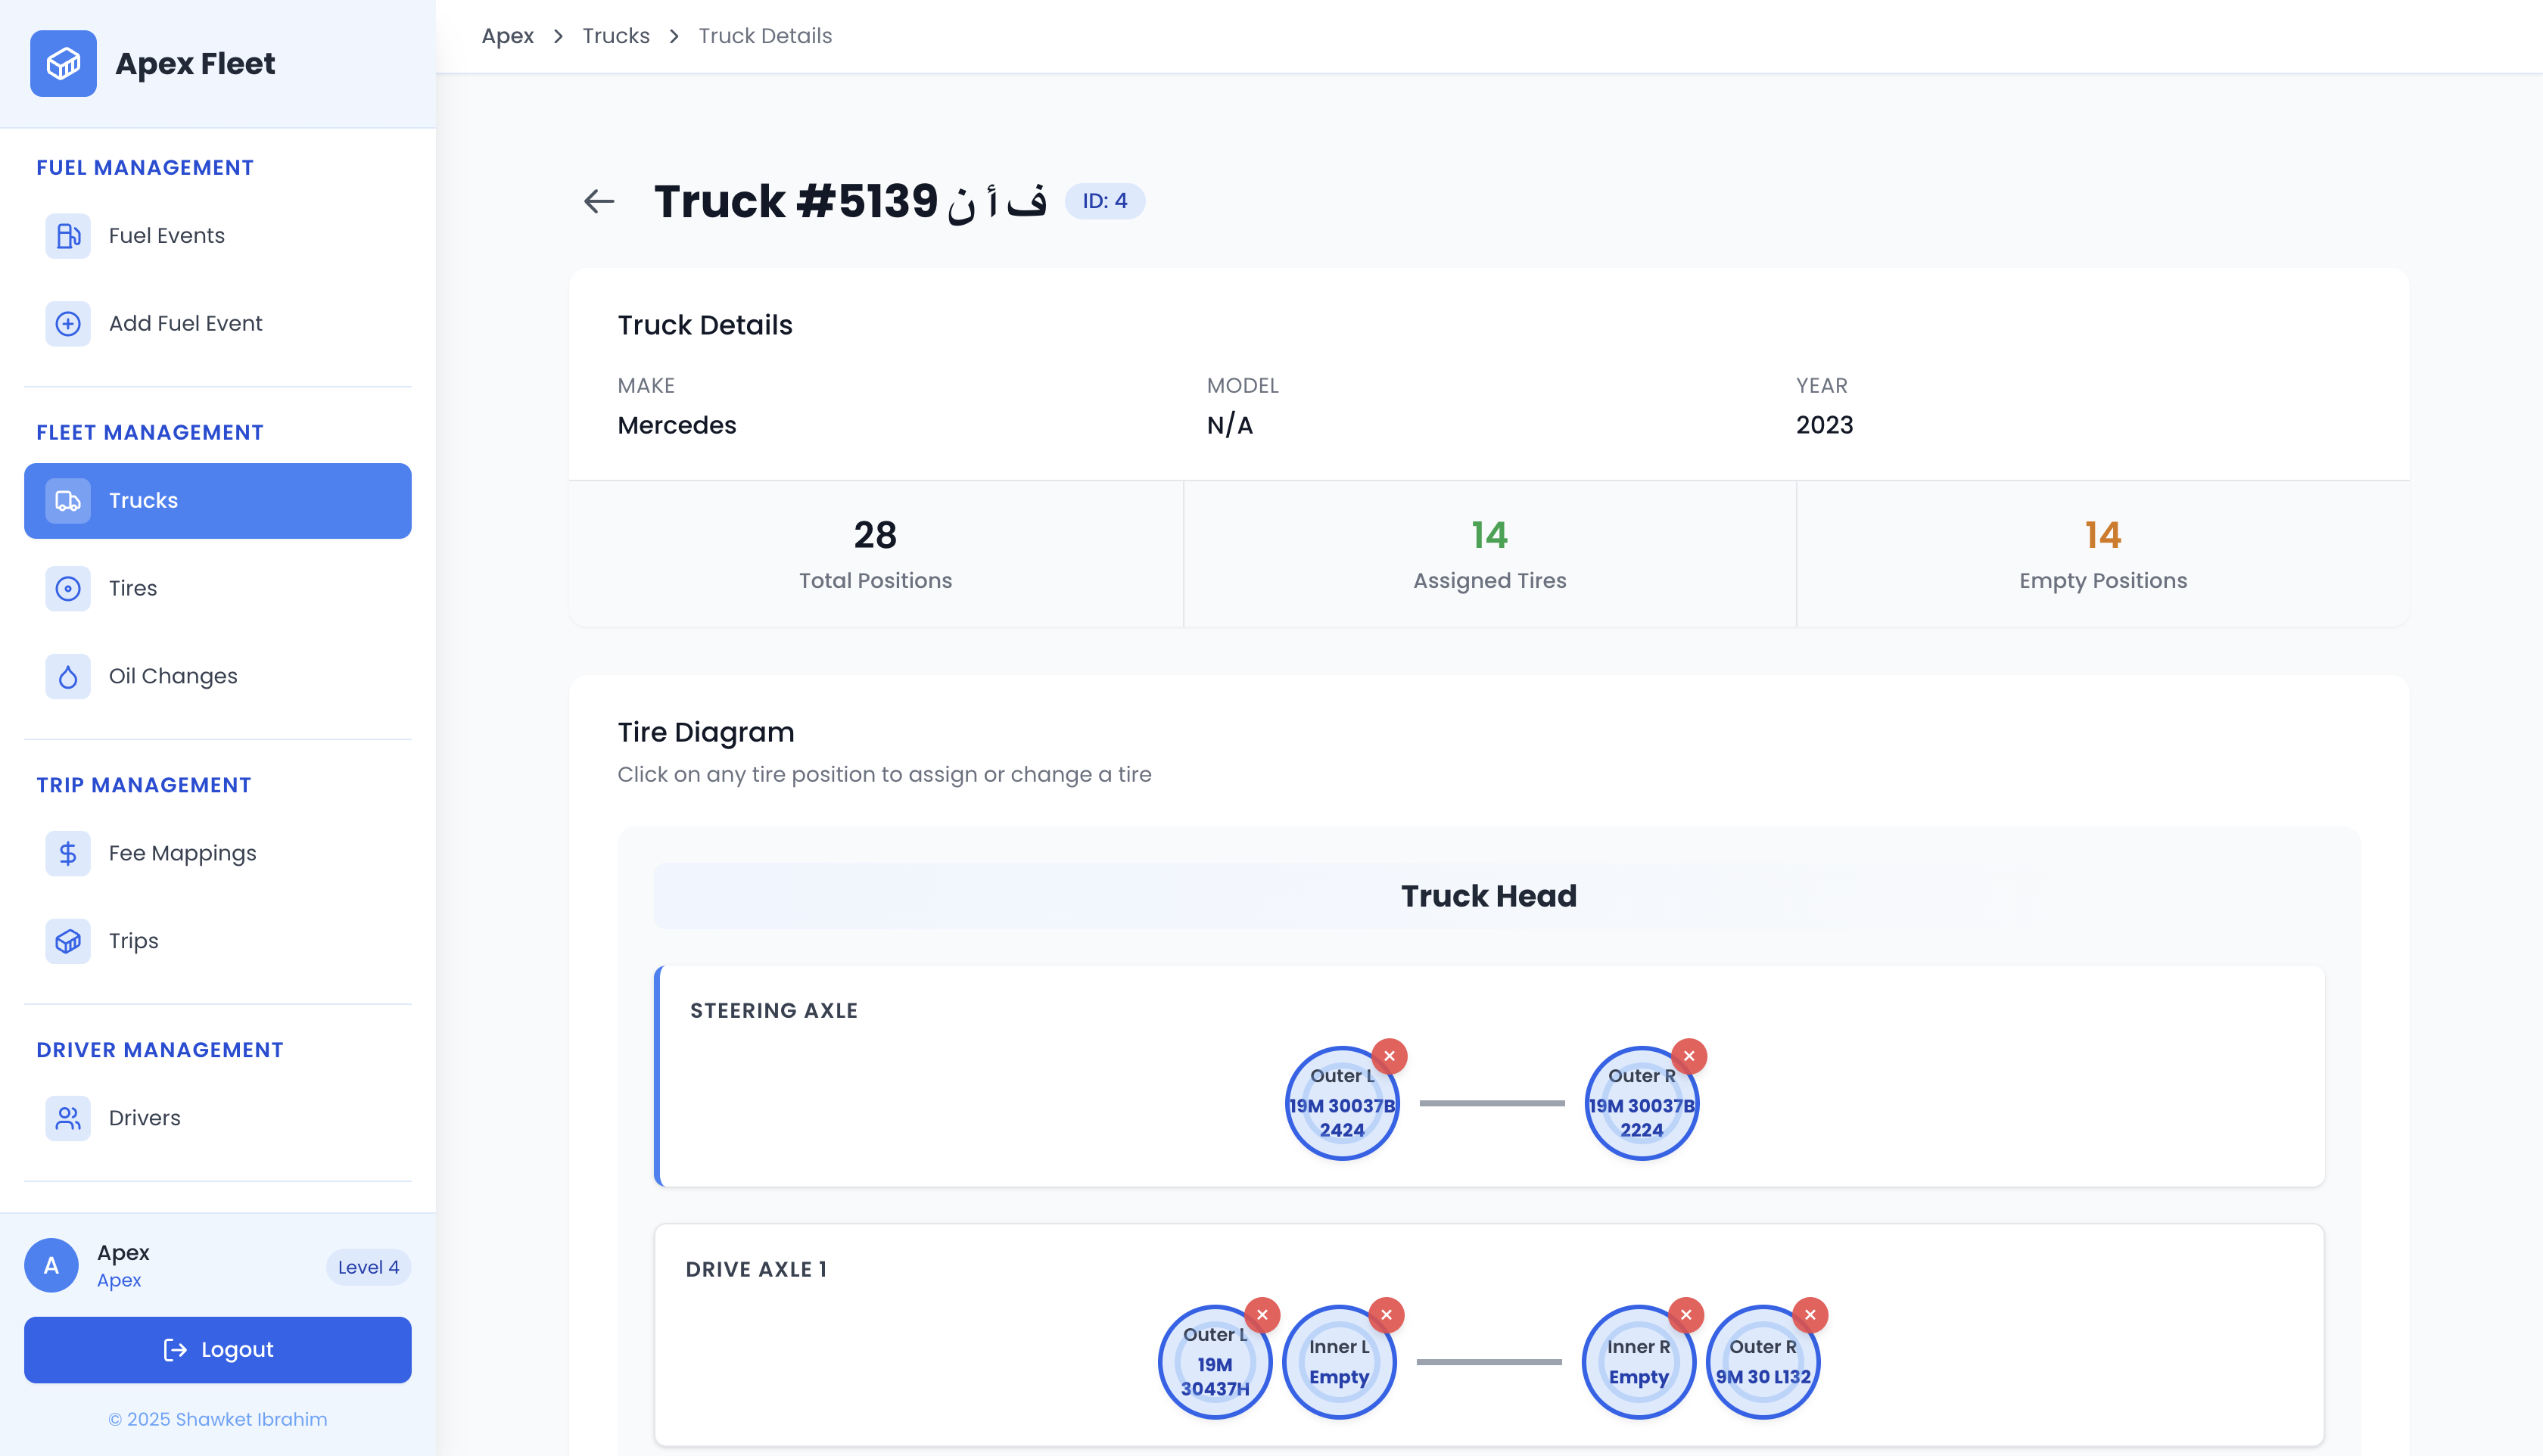 Apex Fleet
FUEL MANAGEMENT
Fuel Events
Add Fuel Event
FLEET MANAGEMENT
Trucks
Tires
Oil Changes
TRIP MANAGEMENT
Fee Mappings
Trips
DRIVER MANAGEMENT
Drivers
A
Apex
Apex
Level 4
Logout
© 2025 Shawket Ibrahim
Apex > Trucks > Truck Details
Truck #5139 ف أ ن ID: 4
Truck Details
MAKE
Mercedes
MODEL
N/A
YEAR
2023
28
Total Positions
14
Assigned Tires
14
Empty Positions
Tire Diagram
Click on any tire position to assign or change a tire
Truck Head
STEERING AXLE
Outer L
19M 30037B
2424
Outer R
19M 30037B
2224
DRIVE AXLE 1
Outer L
19M
30437H
Inner L
Empty
Inner R
Empty
Outer R
9M 30 L132